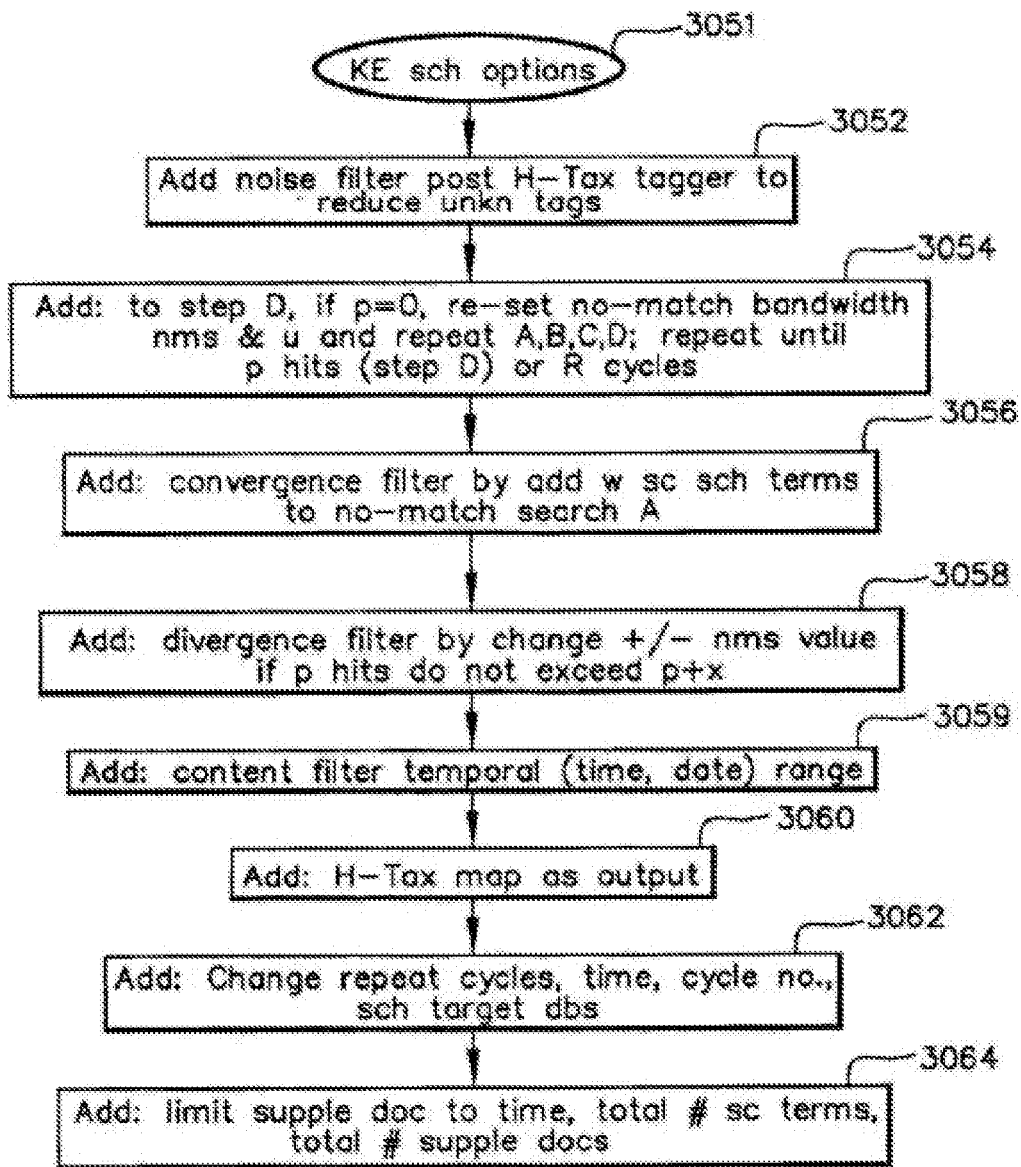 3051
KE sch options
3052
Add noise filter post H-Tax tagger to
reduce unkn tags
3054
Add: to step D, if p=0, re-set no-match bandwidth
nms & u and repeat A,B,C,D; repeat until
p hits (step D) or R cycles
3056
Add: convergence filter by add w sc sch terms
to no-match search A
3058
Add: divergence filter by change +/- nms value
if p hits do not exceed p+x
3059
Add: content filter temporal (time, date) range
3060
Add: H-Tax map as output
3062
Add: Change repeat cycles, time, cycle no.,
sch target dbs
3064
Add: limit supple doc to time, total # sc terms,
total # supple docs